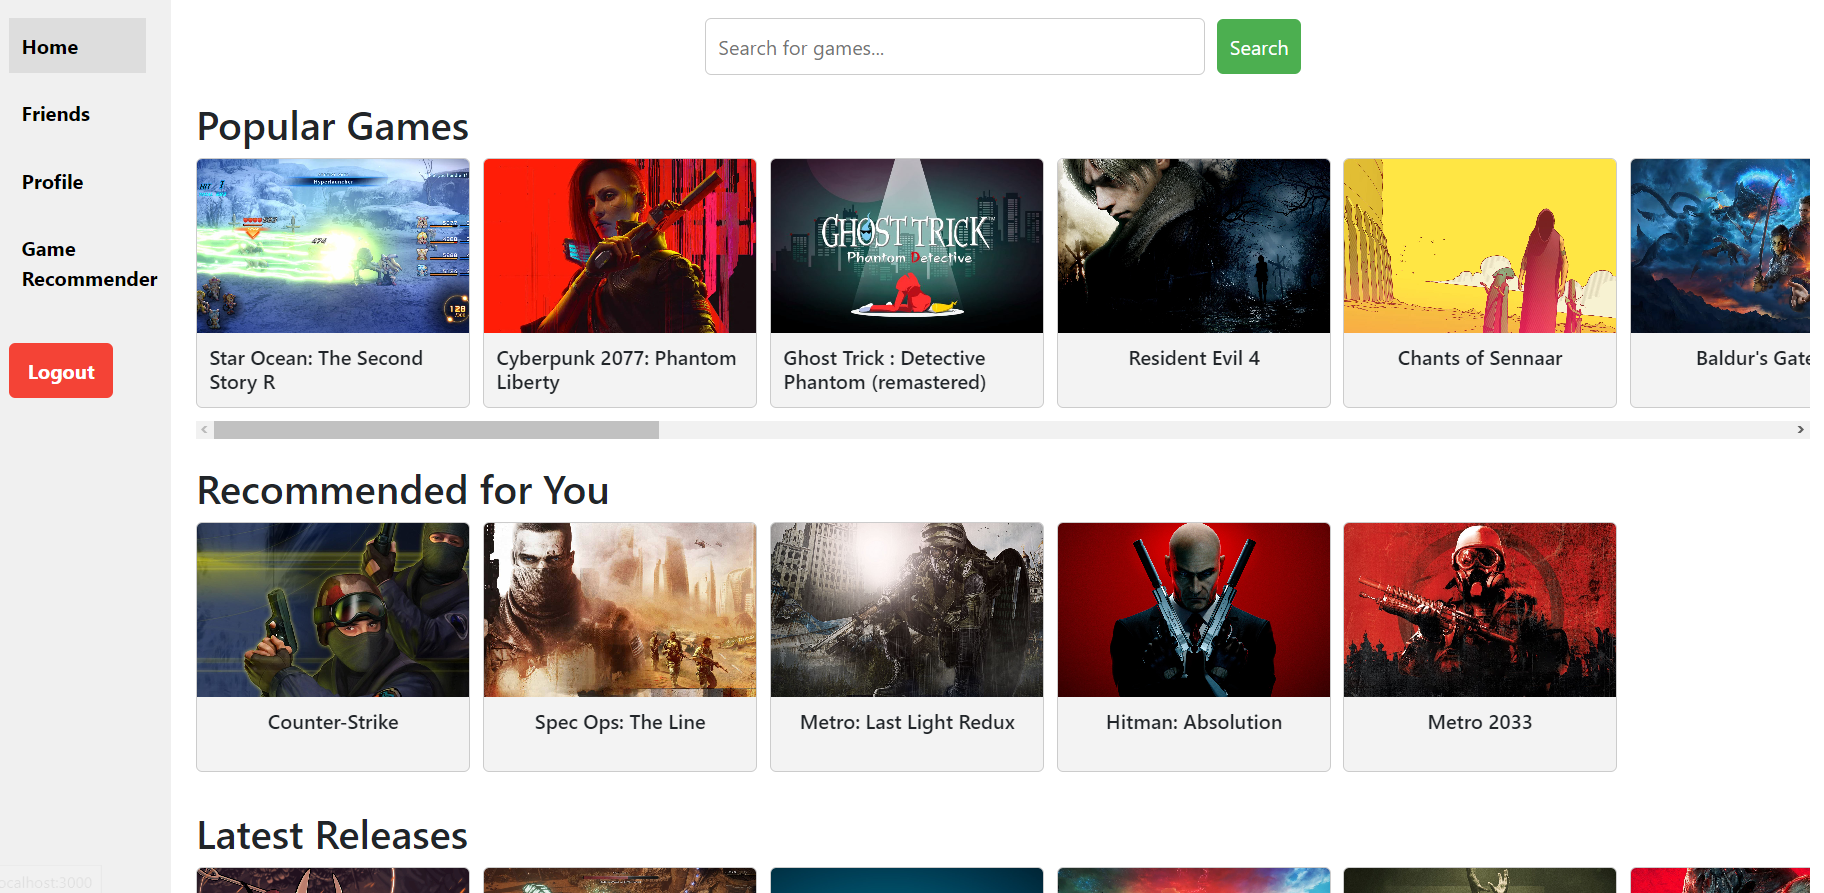 Home
Friends
Profile
Game
Recommender
Logout
Search for games...
Search
Popular Games
Hyperlauncher
474
128
GHOST TRICK
Phantom Detective
Star Ocean: The Second
Story R
Cyberpunk 2077: Phantom
Liberty
Ghost Trick : Detective
Phantom (remastered)
Resident Evil 4
Chants of Sennaar
Baldur's Gate
Recommended for You
Counter-Strike
Spec Ops: The Line
Metro: Last Light Redux
Hitman: Absolution
Metro 2033
Latest Releases
ocalhost:3000